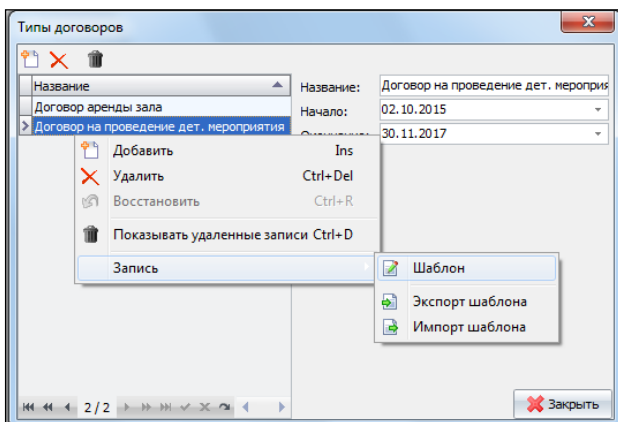 Типы договоров
Название
Название:
Договор на проведение дет. мероприя
Договор аренды зала
Начало:
02.10.2015
Договор на проведение дет. мероприятия
30.11.2017
Добавить Ins
Удалить Ctrl+Del
Восстановить Ctrl+R
Показывать удаленные записи Ctrl+D
Запись
Шаблон
Экспорт шаблона
Импорт шаблона
2/2
Закрыть